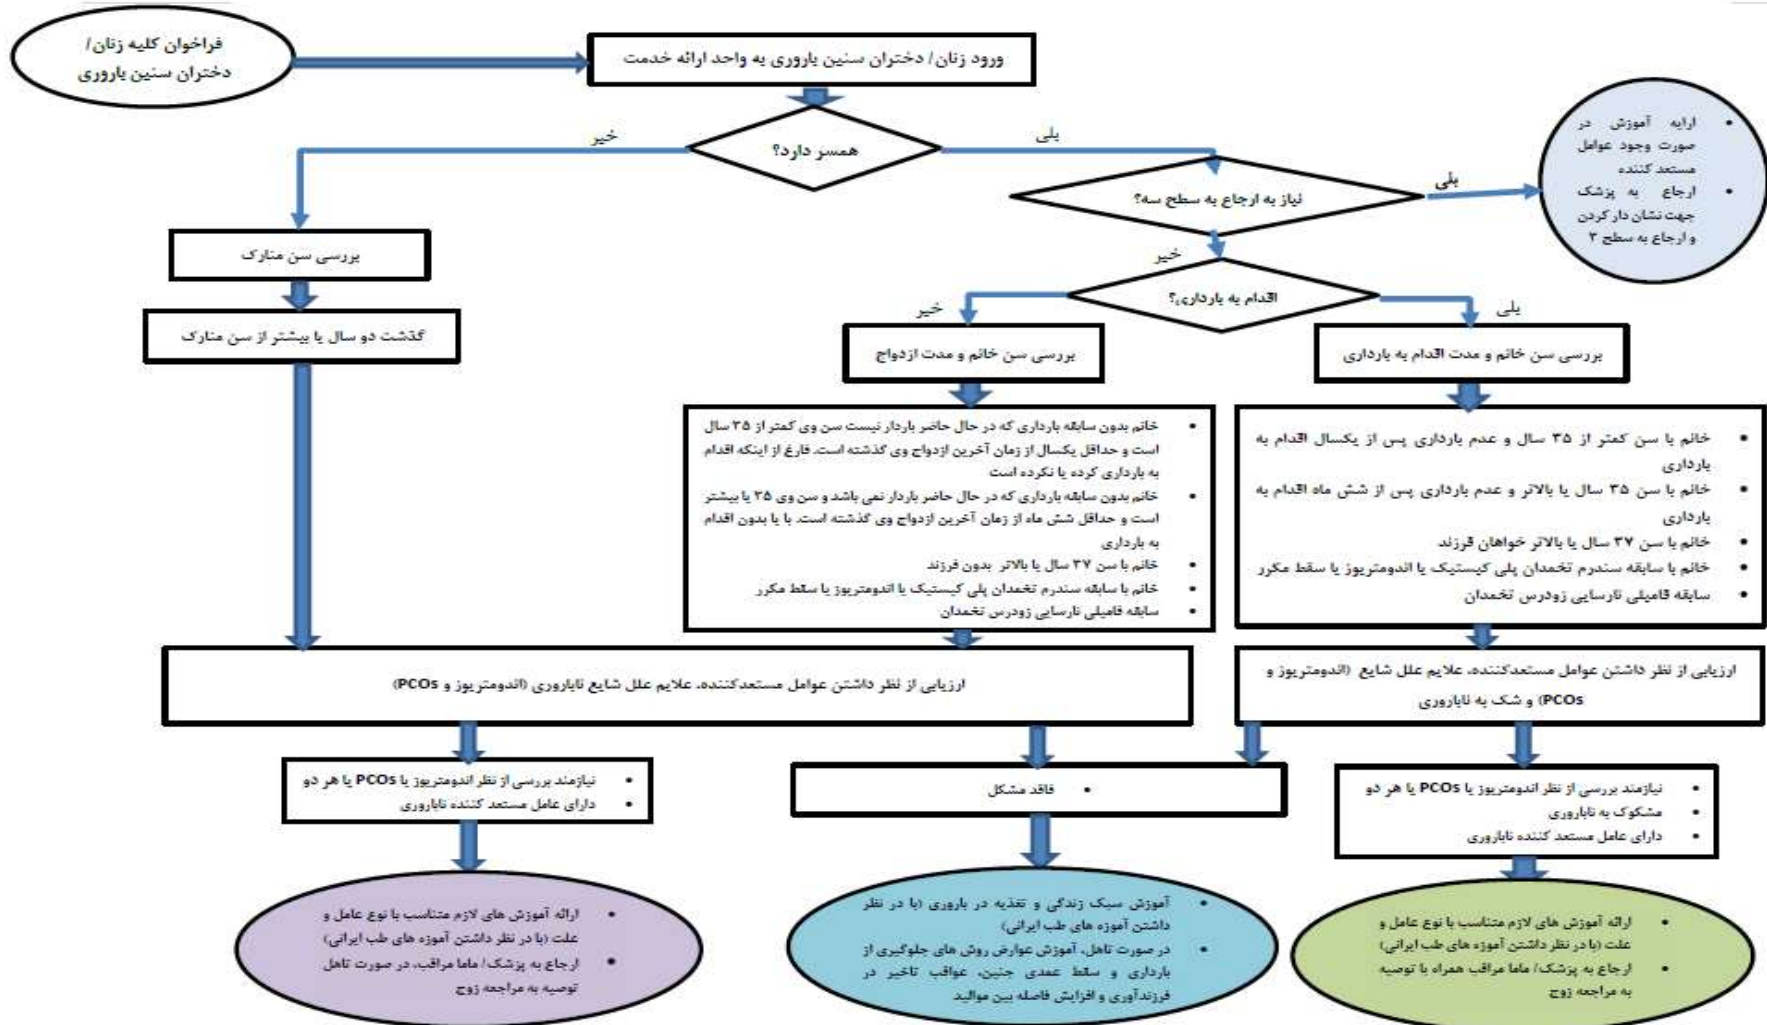 فراخوان کلیه زنان/
دختران سنین باروری
ورود زنان/ دختران سنین باروری به واحد ارائه خدمت
همسر دارد؟
خیر
بلی
نیاز به ارجاع به سطح سه؟
بلی
• ارایه آموزش در
صورت وجود عوامل
مستعد کننده
• ارجاع به پزشک
جهت نشان دار کردن
و ارجاع به سطح ۳
خیر
اقدام به بارداری؟
خیر
بلی
بررسی سن منارک
گذشت دو سال یا بیشتر از سن منارک
بررسی سن خانم و مدت ازدواج
بررسی سن خانم و مدت اقدام به بارداری
• خانم بدون سابقه بارداری که در حال حاضر باردار نیست سن وی کمتر از ۳۵ سال
است و حداقل یکسال از زمان آخرین ازدواج وی گذشته است. فارغ از اینکه اقدام
به بارداری کرده یا نکرده است
• خانم بدون سابقه بارداری که در حال حاضر باردار نمی باشد و سن وی ۳۵ یا بیشتر
است و حداقل شش ماه از زمان آخرین ازدواج وی گذشته است. با یا بدون اقدام
به بارداری
• خانم با سن ۳۷ سال یا بالاتر بدون فرزند
• خانم با سابقه سندرم تخمدان پلی کیستیک یا اندومتریوز یا سقط مکرر
• سابقه فامیلی نارسایی زودرس تخمدان
• خانم با سن کمتر از ۳۵ سال و عدم بارداری پس از یکسال اقدام به
بارداری
• خانم با سن ۳۵ سال یا بالاتر و عدم بارداری پس از شش ماه اقدام به
بارداری
• خانم با سن ۳۷ سال یا بالاتر خواهان فرزند
• خانم با سابقه سندرم تخمدان پلی کیستیک یا اندومتریوز یا سقط مکرر
• سابقه فامیلی نارسایی زودرس تخمدان
ارزیابی از نظر داشتن عوامل مستعدکننده، علایم علل شایع ناباروری (اندومتریوز و PCOs)
ارزیابی از نظر داشتن عوامل مستعدکننده، علایم علل شایع (اندومتریوز و
PCOs) و شک به ناباروری
• نیازمند بررسی از نظر اندومتریوز یا PCOs یا هر دو
• دارای عامل مستعد کننده ناباروری
• فاقد مشکل
• نیازمند بررسی از نظر اندومتریوز یا PCOs یا هر دو
• مشکوک به ناباروری
• دارای عامل مستعد کننده ناباروری
• ارائه آموزش های لازم متناسب با نوع عامل و
علت (با در نظر داشتن آموزه های طب ایرانی)
• ارجاع به پزشک/ ماما مراقب، در صورت تاهل
توصیه به مراجعه زوج
• آموزش سبک زندگی و تغذیه در باروری (با در نظر
داشتن آموزه های طب ایرانی)
• در صورت تاهل، آموزش عوارض روش های جلوگیری از
بارداری و سقط عمدی جنین، عواقب تاخیر در
فرزندآوری و افزایش فاصله بین موالید
• ارائه آموزش های لازم متناسب با نوع عامل و
علت (با در نظر داشتن آموزه های طب ایرانی)
• ارجاع به پزشک/ ماما مراقب همراه با توصیه
به مراجعه زوج